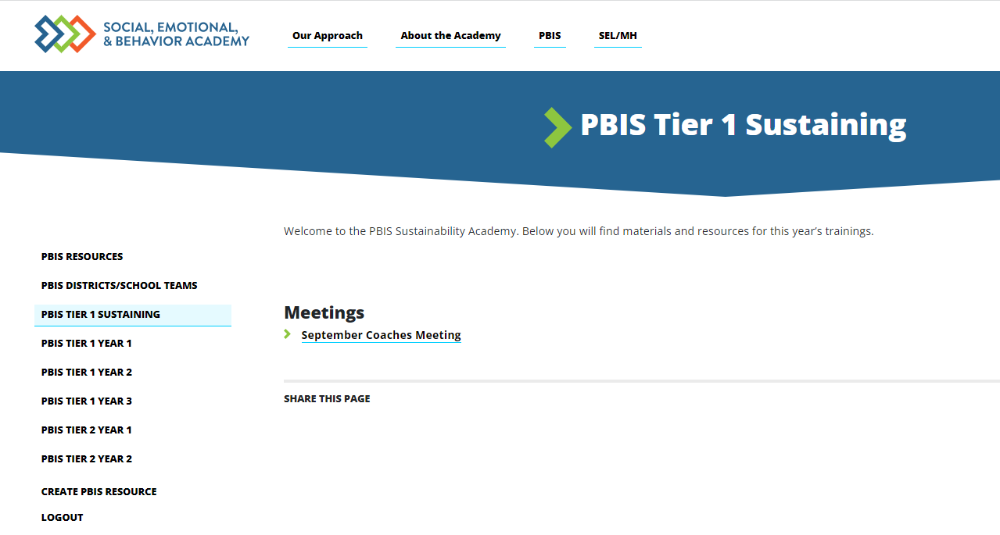 SOCIAL, EMOTIONAL,
& BEHAVIOR ACADEMY
Our Approach
About the Academy
PBIS
SEL/MH
PBIS Tier 1 Sustaining
Welcome to the PBIS Sustainability Academy. Below you will find materials and resources for this year’s trainings.
PBIS RESOURCES
PBIS DISTRICTS/SCHOOL TEAMS
PBIS TIER 1 SUSTAINING
PBIS TIER 1 YEAR 1
PBIS TIER 1 YEAR 2
PBIS TIER 1 YEAR 3
PBIS TIER 2 YEAR 1
PBIS TIER 2 YEAR 2
CREATE PBIS RESOURCE
LOGOUT
Meetings
September Coaches Meeting
SHARE THIS PAGE